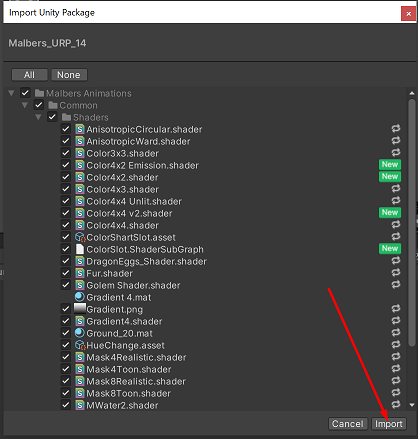 Import Unity Package
Malbers_URP_14
All None
Malbers Animations
Common
Shaders
AnisotropicCircular.shader
AnisotropicWard.shader
Color3x3.shader
Color4x2 Emission.shader New
Color4x2.shader New
Color4x3.shader
Color4x4 Unlit.shader
Color4x4 v2.shader New
Color4x4.shader
ColorShartSlot.asset
ColorSlot.ShaderSubGraph New
DragonEggs_Shader.shader
Fur.shader
Golem Shader.shader
Gradient 4.mat
Gradient.png
Gradient4.shader
Ground_20.mat
HueChange.asset
Mask4Realistic.shader
Mask4Toon.shader
Mask8Realistic.shader
Mask8Toon.shader
MWater2.shader
Cancel Import